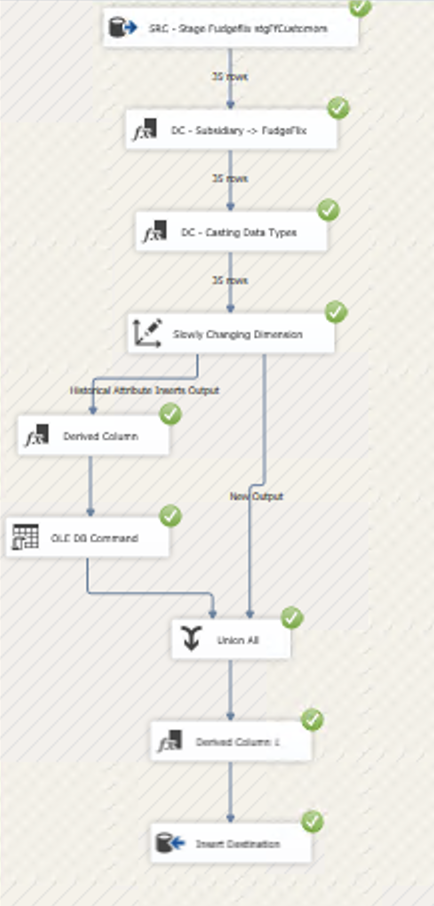 SRC - Stage Fudgeflix stgffCustomers
35 rows
DC - Subsidiary -> FudgeFlix
35 rows
DC - Casting Data Types
35 rows
Slowly Changing Dimension
Historical Attribute Inserts Output
Derived Column
New Output
OLE DB Command
Union All
Derived Column 1
Insert Destination